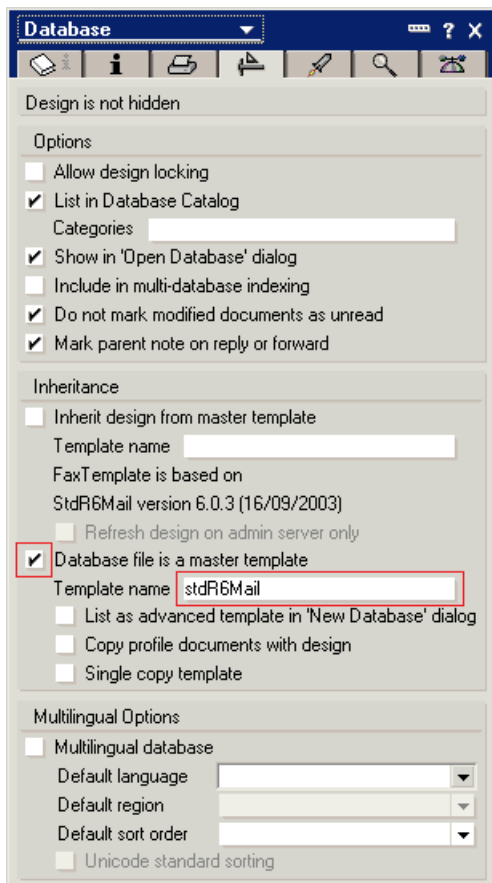 Database
? X
i
Design is not hidden
Options
Allow design locking
List in Database Catalog
Categories
Show in 'Open Database' dialog
Include in multi-database indexing
Do not mark modified documents as unread
Mark parent note on reply or forward
Inheritance
Inherit design from master template
Template name
FaxTemplate is based on
StdR6Mail version 6.0.3 (16/09/2003)
Refresh design on admin server only
Database file is a master template
Template name stdR6Mail
List as advanced template in 'New Database' dialog
Copy profile documents with design
Single copy template
Multilingual Options
Multilingual database
Default language
Default region
Default sort order
Unicode standard sorting